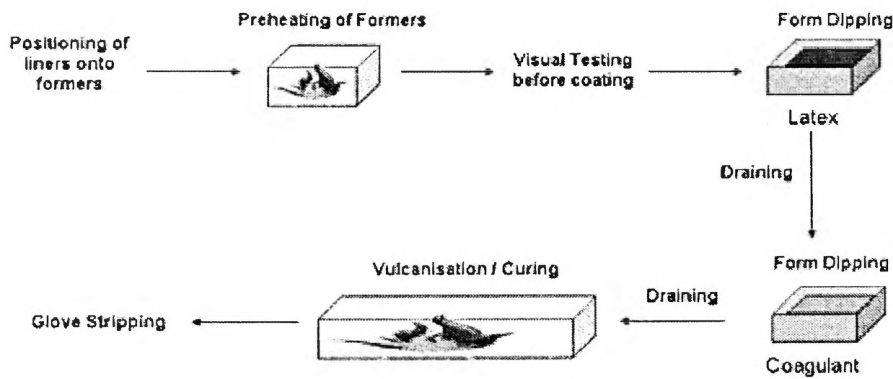 Positioning of
liners onto
formers
Preheating of Formers
Visual Testing
before coating
Form Dipping
Latex
Draining
Form Dipping
Coagulant
Draining
Vulcanisation / Curing
Glove Stripping